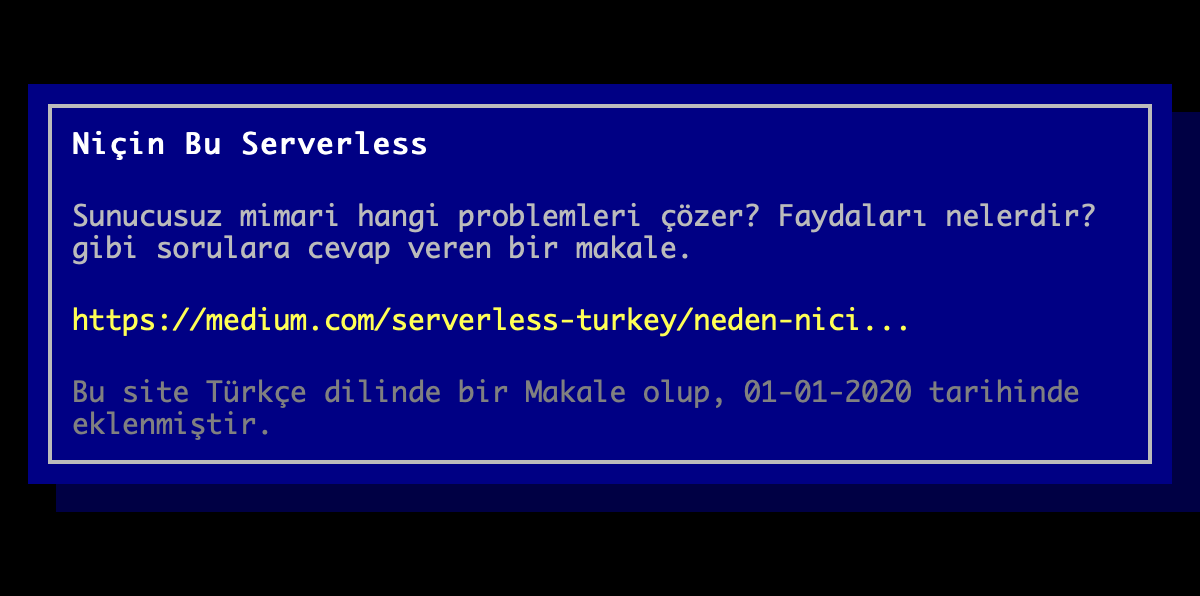 Niçin Bu Serverless
Sunucusuz mimari hangi problemleri çözer? Faydaları nelerdir?
gibi sorulara cevap veren bir makale.
https://medium.com/serverless-turkey/neden-nici...
Bu site Türkçe dilinde bir Makale olup, 01-01-2020 tarihinde
eklenmiştir.